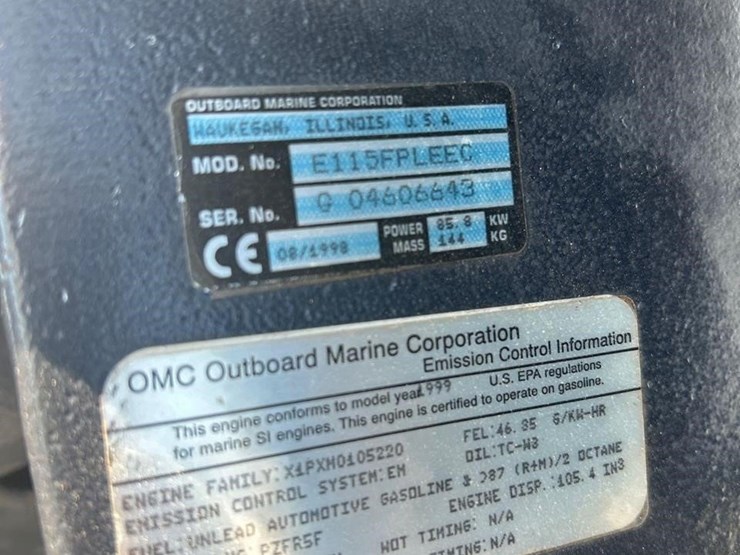 OUTBOARD MARINE CORPORATION
WAUKEGAN, ILLINOIS, U.S.A.
MOD. No. E115FPLEEC
SER. No. G 04606643
CE 08/1998 POWER 85.8 KW
MASS 144 KG
OMC Outboard Marine Corporation
Emission Control Information
This engine conforms to model year 1999 U.S. EPA regulations
for marine SI engines. This engine is certified to operate on gasoline.
ENGINE FAMILY: X1PXM0105220 FEL:46.85 G/KW-HR
EMISSION CONTROL SYSTEM:EM OIL:TC-W3
FUEL: UNLEAD AUTOMOTIVE GASOLINE & >87 (R+M)/2 OCTANE
PZFR5F ENGINE DISP.:105.4 IN3
HOT TIMING: N/A
TIMING: N/A